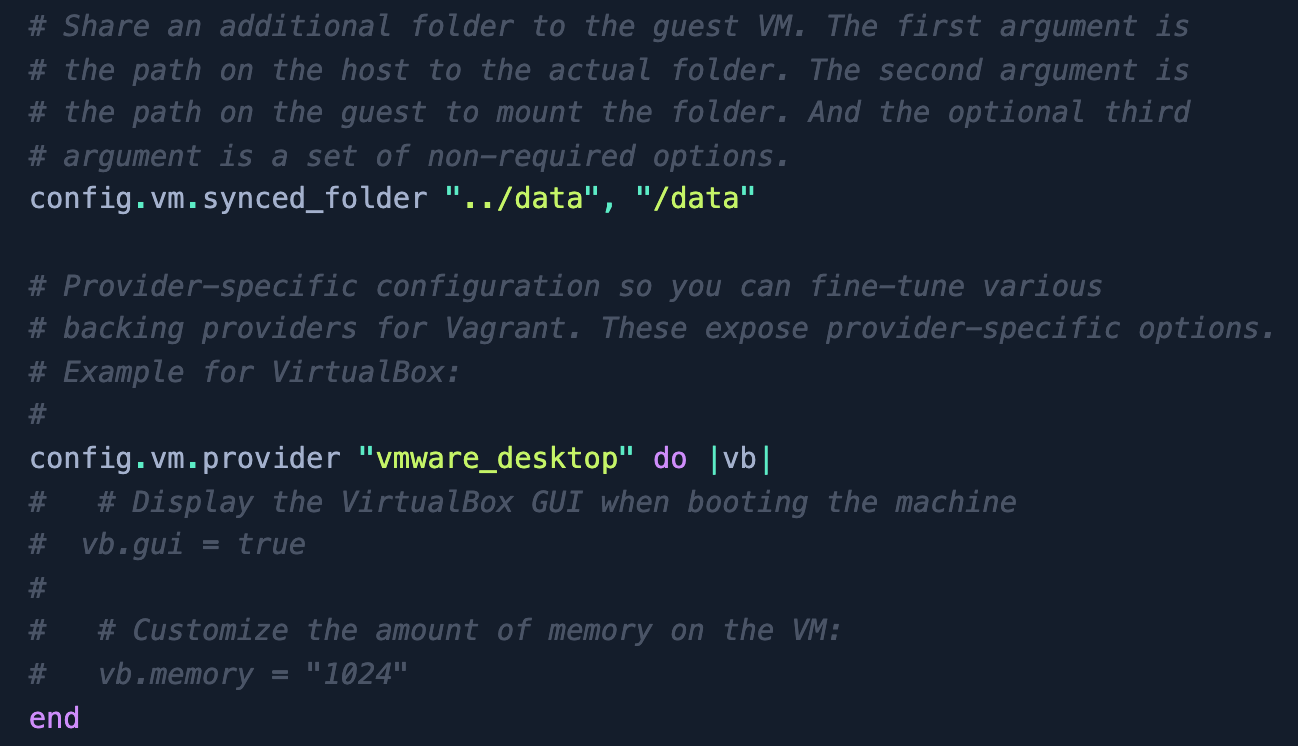 # Share an additional folder to the guest VM. The first argument is
# the path on the host to the actual folder. The second argument is
# the path on the guest to mount the folder. And the optional third
# argument is a set of non-required options.
config.vm.synced_folder "../data", "/data"

# Provider-specific configuration so you can fine-tune various
# backing providers for Vagrant. These expose provider-specific options.
# Example for VirtualBox:
#
config.vm.provider "vmware_desktop" do |vb|
#   # Display the VirtualBox GUI when booting the machine
#  vb.gui = true
#
#   # Customize the amount of memory on the VM:
#   vb.memory = "1024"
end